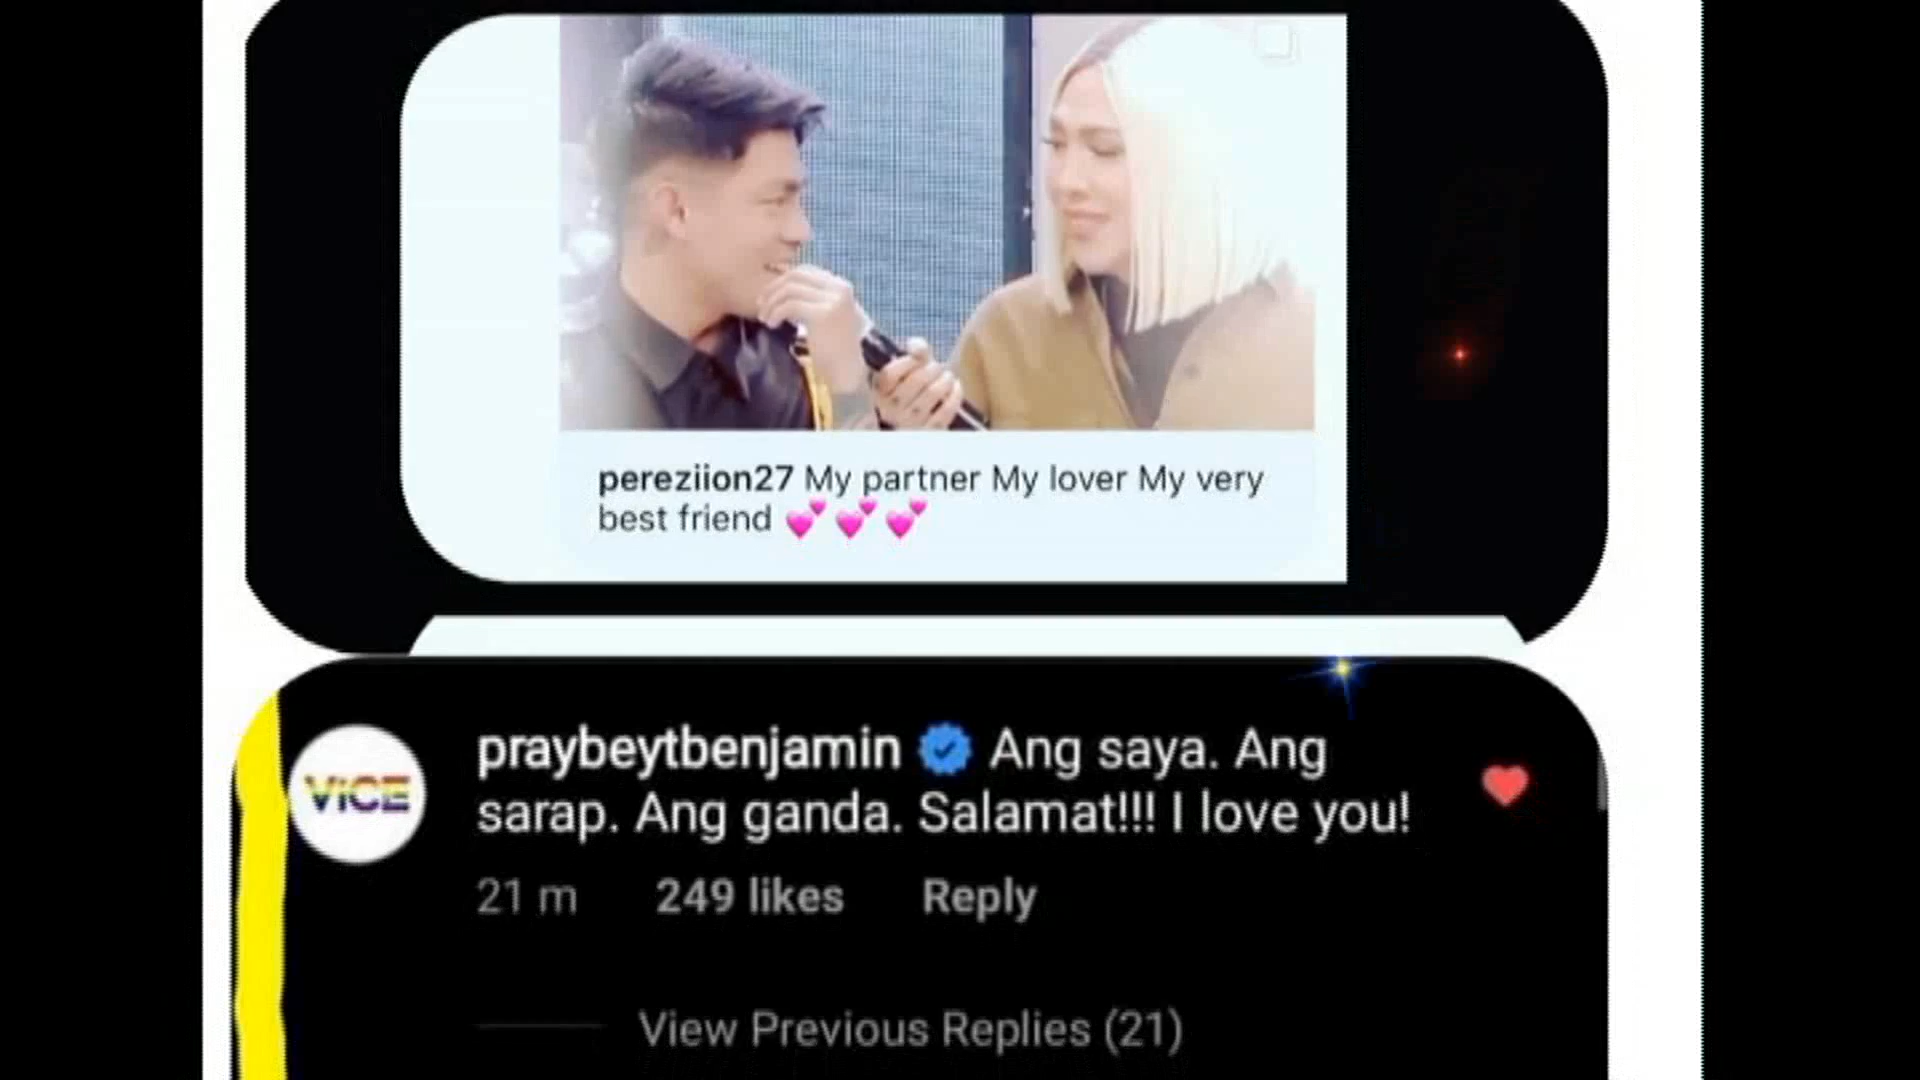 pereziion27 My partner My lover My very
best friend 💕 💕 💕
ViCE
praybeytbenjamin Ang saya. Ang
sarap. Ang ganda. Salamat!!! I love you!
21 m 249 likes Reply
View Previous Replies (21)